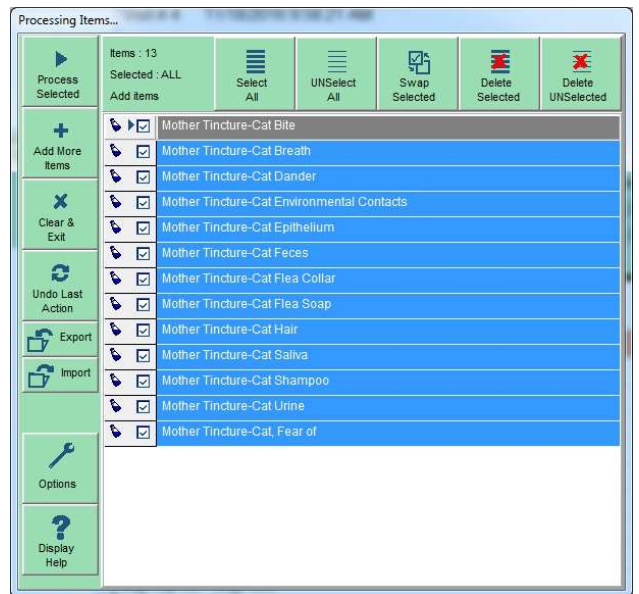 Processing Items...
Process
Selected
Items : 13
Selected : ALL
Add items
Select
All
UNSelect
All
Swap
Selected
Delete
Selected
Delete
UNSelected
Add More
Items
Clear &
Exit
Undo Last
Action
Export
Import
Options
Display
Help
Mother Tincture-Cat Bite
Mother Tincture-Cat Breath
Mother Tincture-Cat Dander
Mother Tincture-Cat Environmental Contacts
Mother Tincture-Cat Epithelium
Mother Tincture-Cat Feces
Mother Tincture-Cat Flea Collar
Mother Tincture-Cat Flea Soap
Mother Tincture-Cat Hair
Mother Tincture-Cat Saliva
Mother Tincture-Cat Shampoo
Mother Tincture-Cat Urine
Mother Tincture-Cat, Fear of